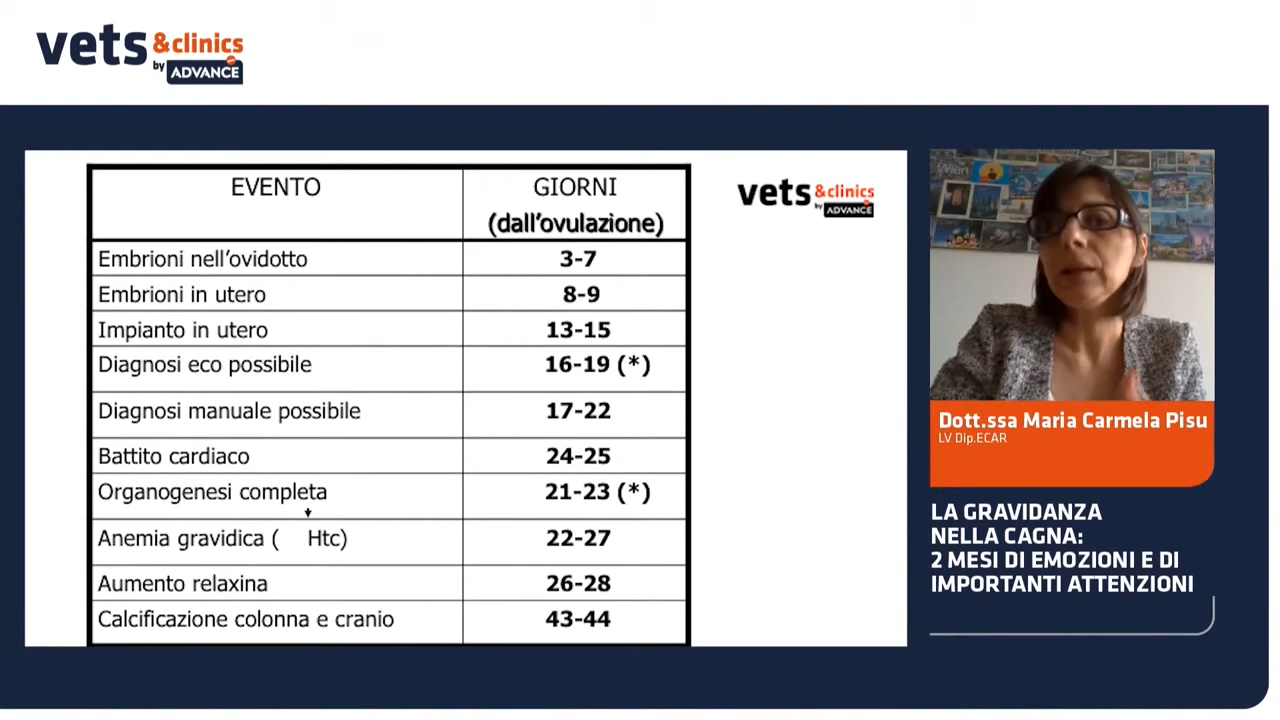 vets &clinics
by ADVANCE
EVENTO GIORNI
(dall'ovulazione)
Embrioni nell'ovidotto 3-7
Embrioni in utero 8-9
Impianto in utero 13-15
Diagnosi eco possibile 16-19 (*)
Diagnosi manuale possibile 17-22
Battito cardiaco 24-25
Organogenesi completa 21-23 (*)
Anemia gravidica ( Htc) 22-27
Aumento relaxina 26-28
Calcificazione colonna e cranio 43-44
vets &clinics
by ADVANCE
Wien
Dott.ssa Maria Carmela Pisu
LV Dip.ECAR
LA GRAVIDANZA
NELLA CAGNA:
2 MESI DI EMOZIONI E DI
IMPORTANTI ATTENZIONI